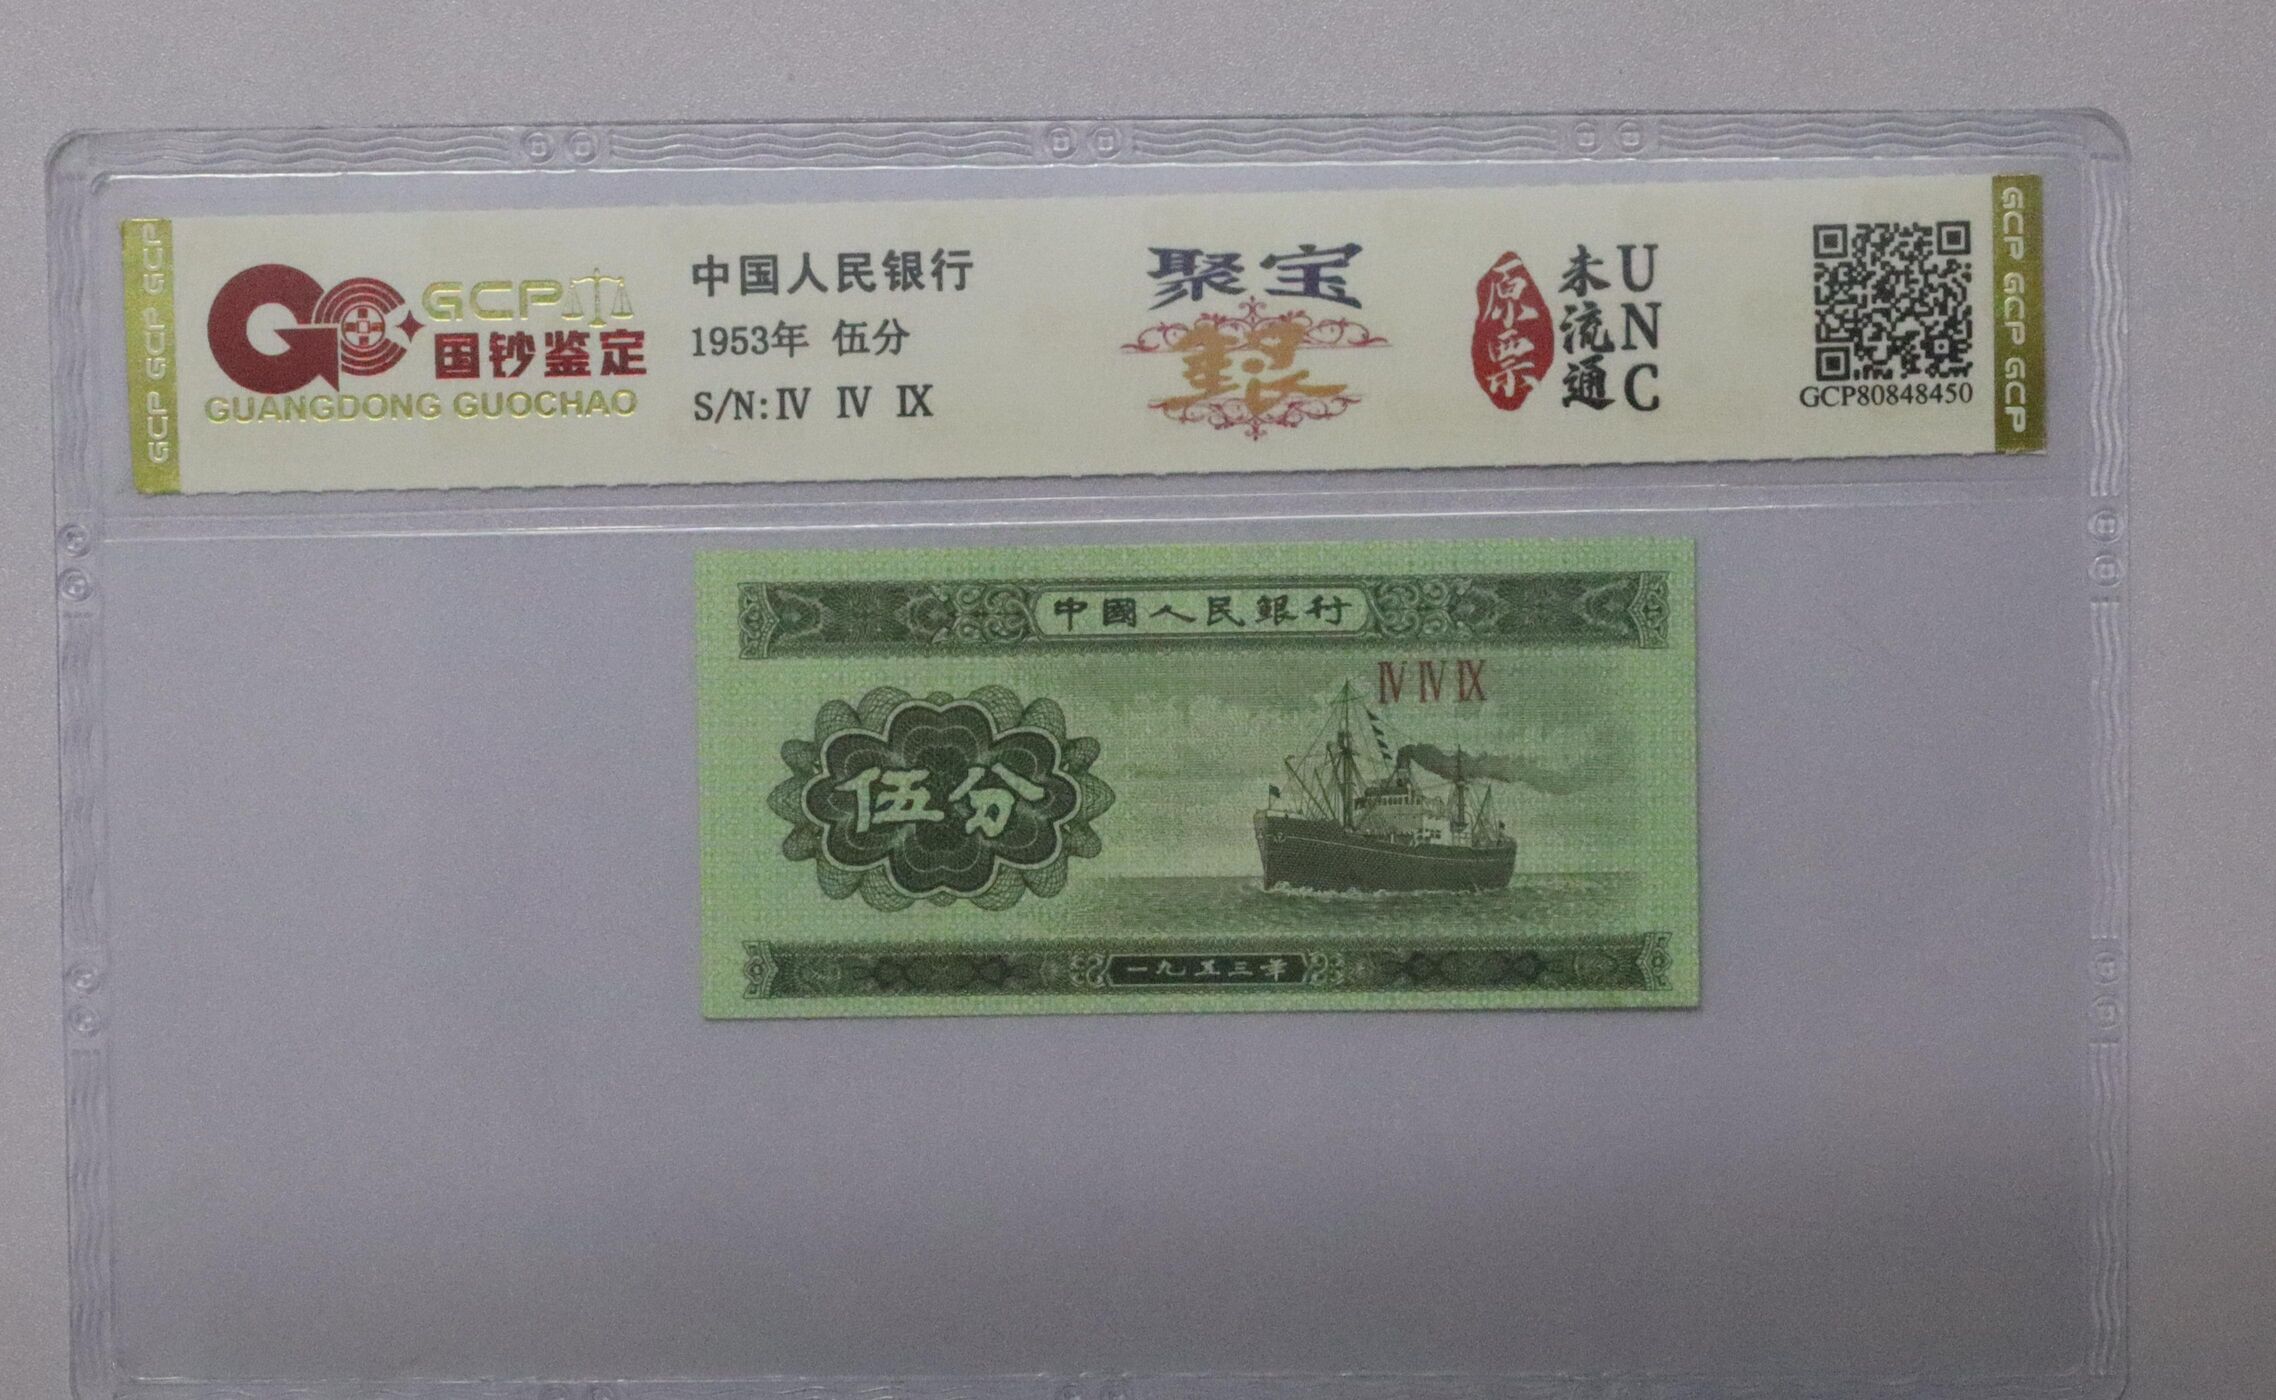 GCP GCP GCP
GCP
国钞鉴定
GUANGDONG GUOCHAO
中国人民银行
1953年 伍分
S/N: IV IV IX
聚宝
原票
未流通
UNC
GCP80848450
GCP GCP GCP
中國人民銀行
IV IV IX
伍分
一九五三年